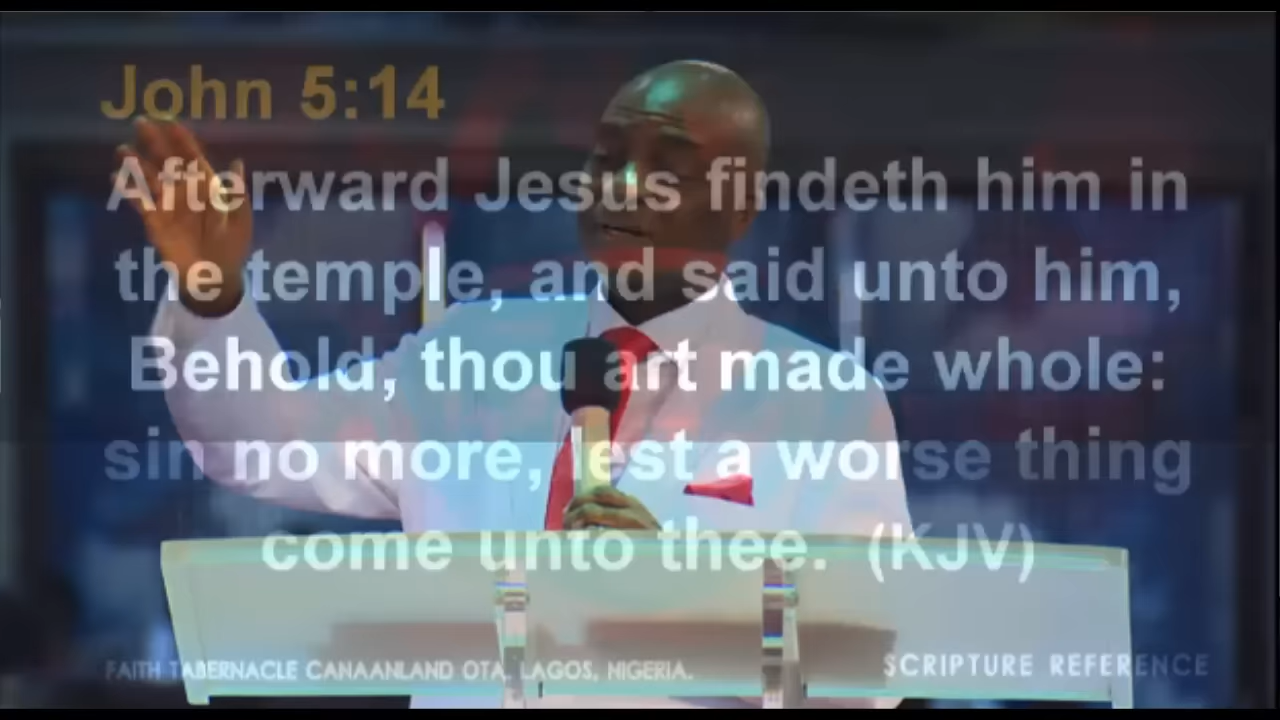 John 5:14
Afterward Jesus findeth him in
the temple, and said unto him,
Behold, thou art made whole:
sin no more, lest a worse thing
come unto thee. (KJV)
FAITH TABERNACLE CANAANLAND OTA. LAGOS, NIGERIA.
SCRIPTURE REFERENCE